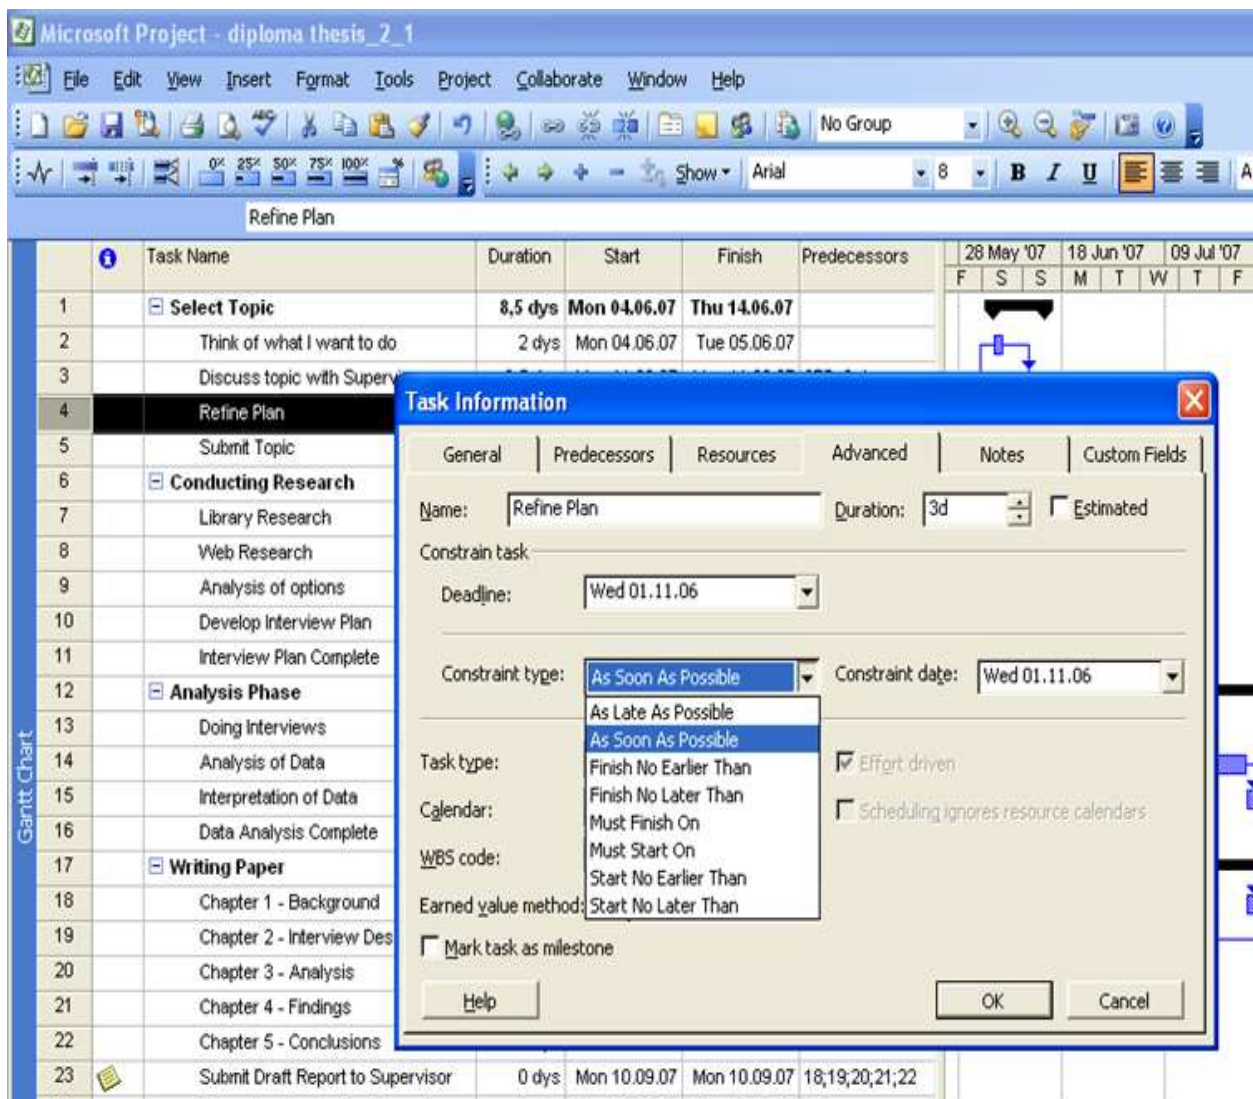 Microsoft Project - diploma thesis_2_1
File Edit View Insert Format Tools Project Collaborate Window Help
No Group
0% 25% 50% 75% 100% % Show Arial 8 B I U A
Refine Plan
Task Name Duration Start Finish Predecessors 28 May '07 18 Jun '07 09 Jul '07
F S S M T W T F
1 Select Topic 8,5 dys Mon 04.06.07 Thu 14.06.07
2 Think of what I want to do 2 dys Mon 04.06.07 Tue 05.06.07
3 Discuss topic with Superv
4 Refine Plan
5 Submit Topic
6 Conducting Research
7 Library Research
8 Web Research
9 Analysis of options
10 Develop Interview Plan
11 Interview Plan Complete
12 Analysis Phase
13 Doing Interviews
14 Analysis of Data
15 Interpretation of Data
16 Data Analysis Complete
17 Writing Paper
18 Chapter 1 - Background
19 Chapter 2 - Interview Des
20 Chapter 3 - Analysis
21 Chapter 4 - Findings
22 Chapter 5 - Conclusions
23 Submit Draft Report to Supervisor 0 dys Mon 10.09.07 Mon 10.09.07 18;19;20;21;22
Gantt Chart
Task Information
General Predecessors Resources Advanced Notes Custom Fields
Name: Refine Plan Duration: 3d Estimated
Constrain task
Deadline: Wed 01.11.06
Constraint type: As Soon As Possible Constraint date: Wed 01.11.06
As Late As Possible
As Soon As Possible
Finish No Earlier Than
Finish No Later Than
Must Finish On
Must Start On
Start No Earlier Than
Start No Later Than
Task type: Effort driven
Calendar: Scheduling ignores resource calendars
WBS code:
Earned value method:
Mark task as milestone
Help OK Cancel